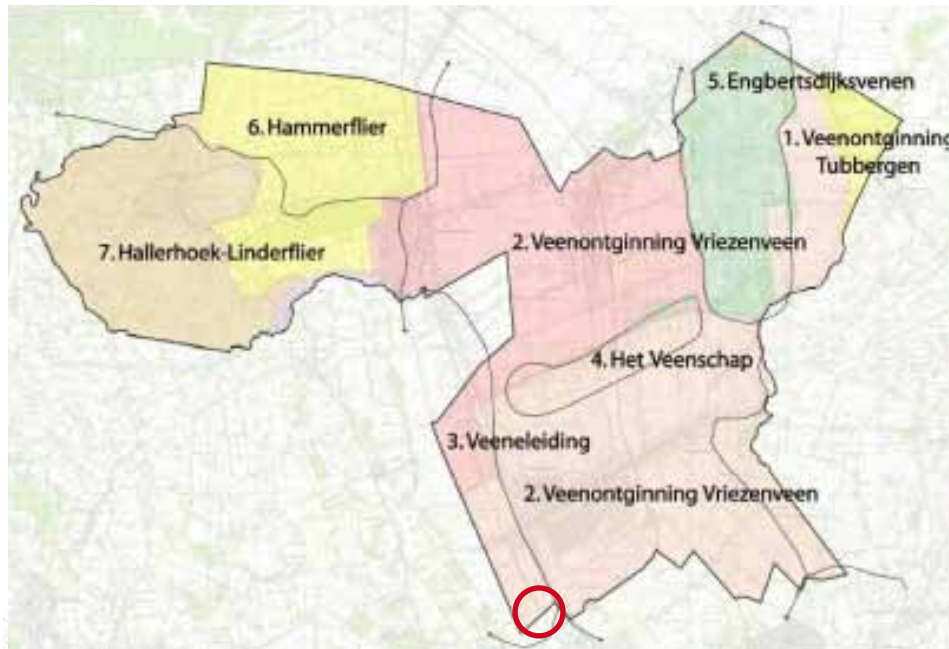 5. Engbertsdijksvenen
6. Hammerflier
1. Veenontginning
Tubbergen
2. Veenontginning Vriezenveen
7. Hallerhoek-Linderflier
4. Het Veenschap
3. Veeneleiding
2. Veenontginning Vriezenveen